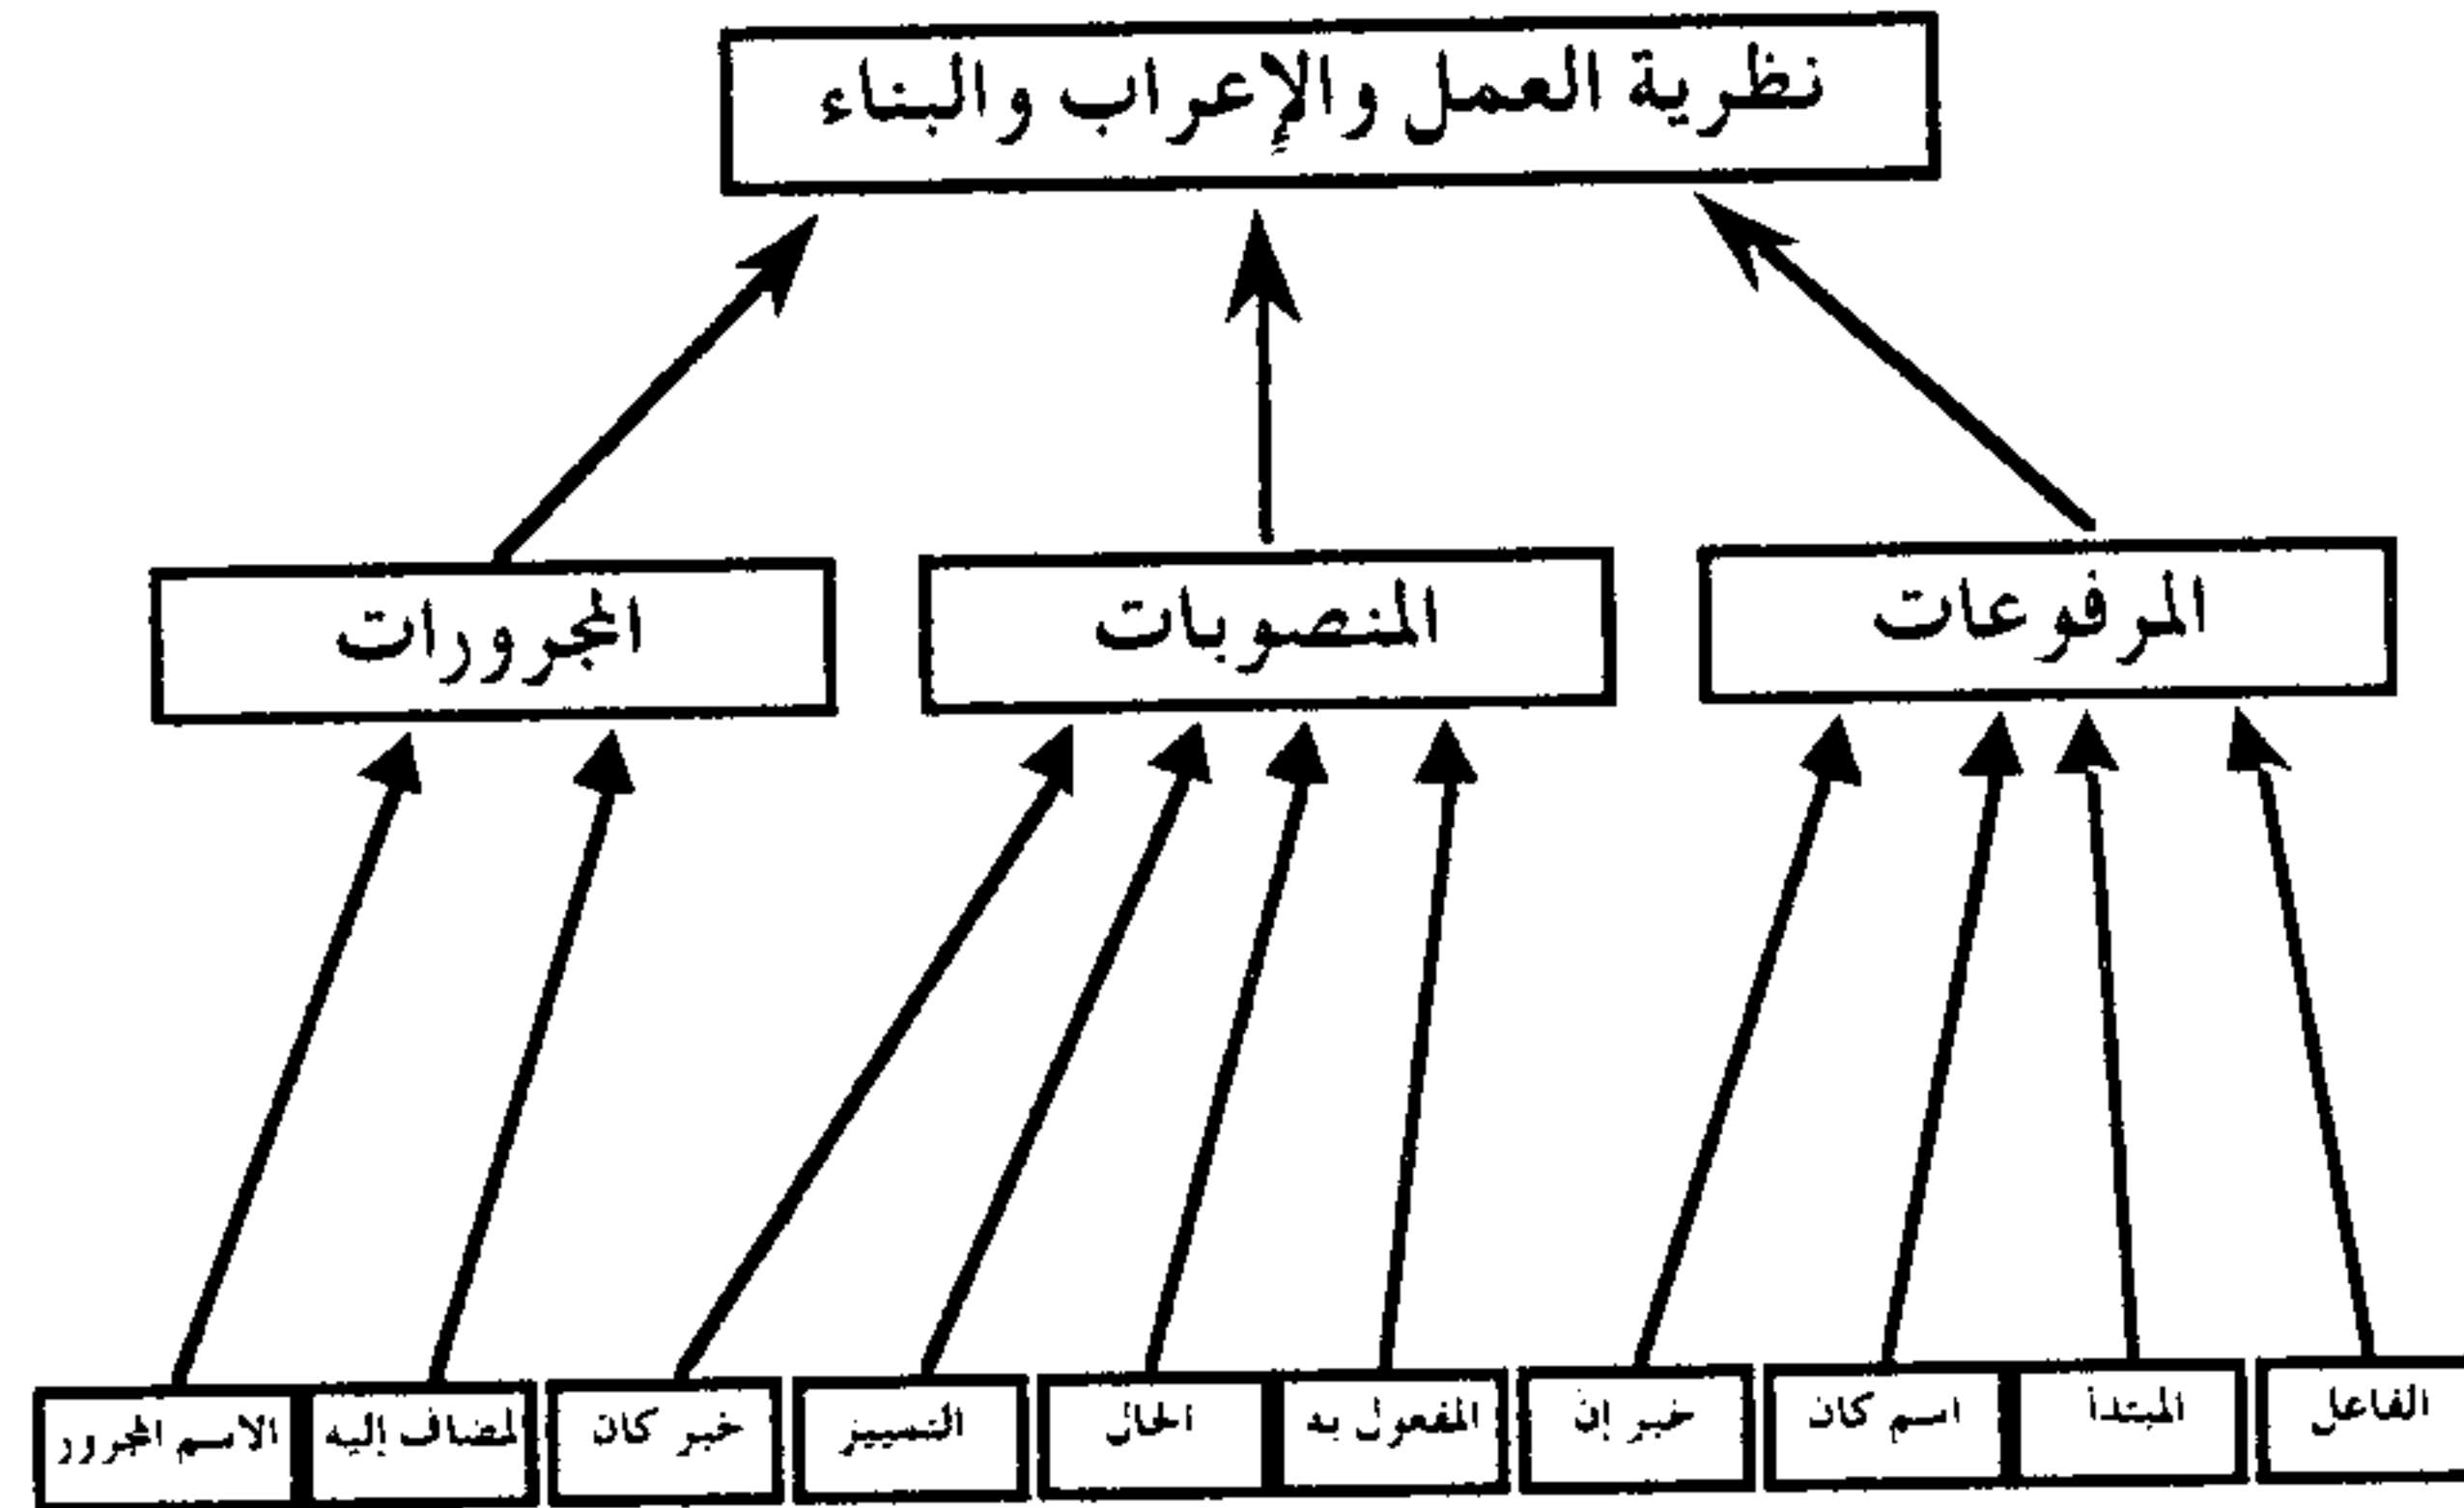 نظرية العمل والإعراب والبناء
المرفوعات
المنصوبات
المجرورات
الفاعل
المبتدأ
اسم كان
خبر إن
المفعول به
الحال
التمييز
خبر كان
لمضاف إليه
الاسم المجرور